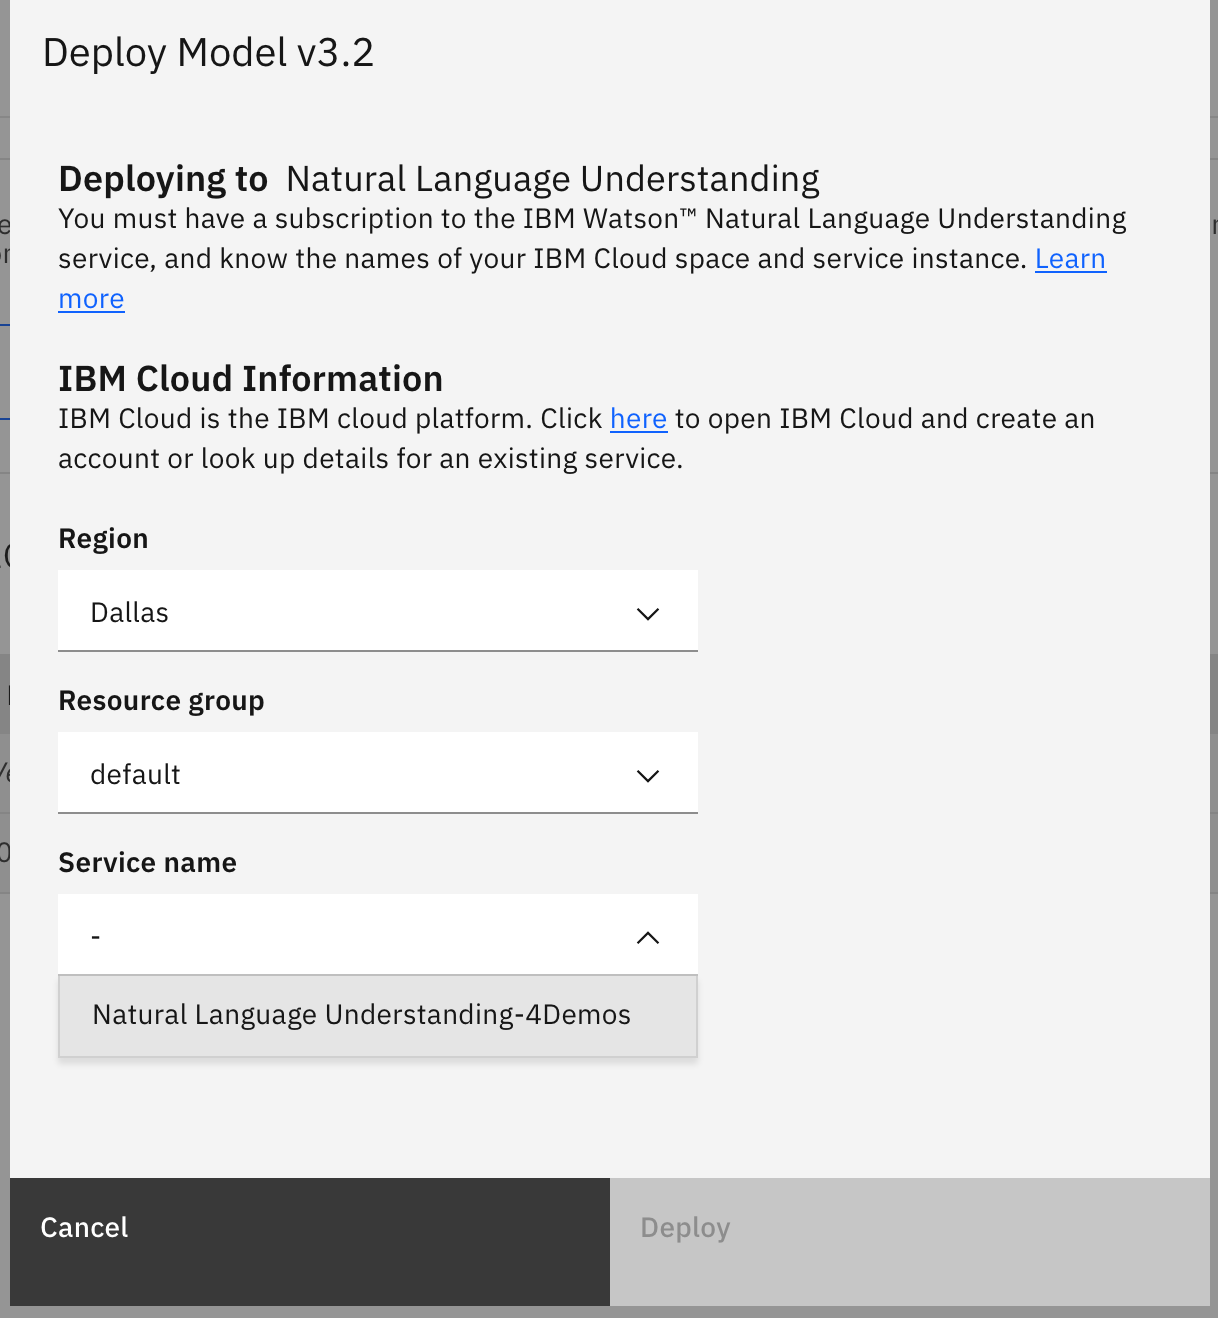 Deploy Model v3.2
Deploying to Natural Language Understanding
You must have a subscription to the IBM Watson™ Natural Language Understanding
service, and know the names of your IBM Cloud space and service instance. Learn
more
IBM Cloud Information
IBM Cloud is the IBM cloud platform. Click here to open IBM Cloud and create an
account or look up details for an existing service.
Region
Dallas
Resource group
default
Service name
-
Natural Language Understanding-4Demos
Cancel
Deploy